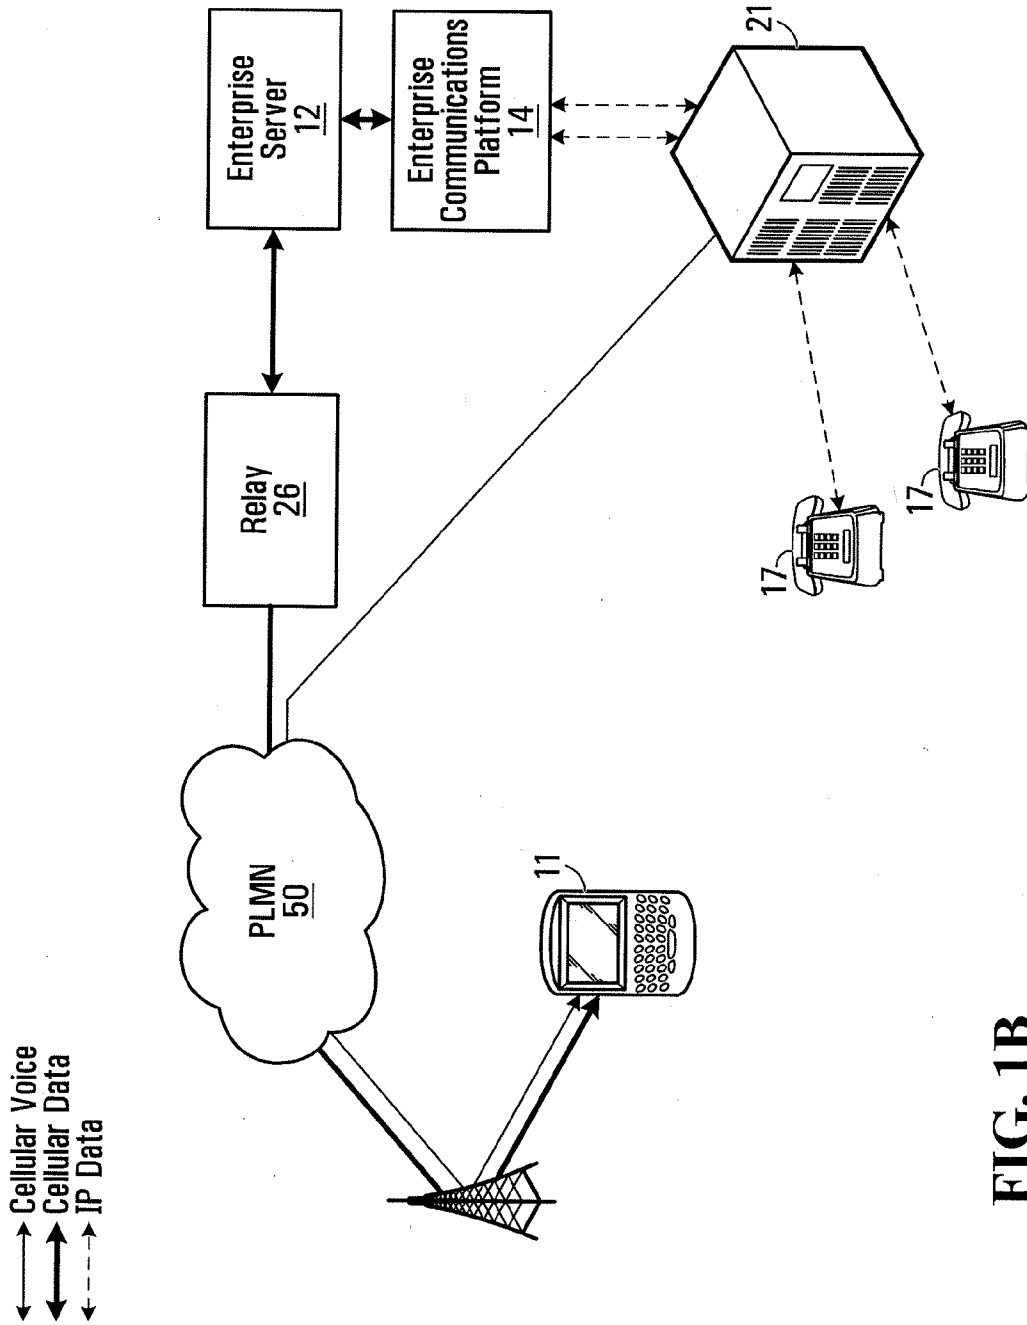 Cellular Voice
Cellular Data
IP Data
PLMN
50
Relay
26
Enterprise
Server
12
Enterprise
Communications
Platform
14
11
17
17
21
FIG. 1B